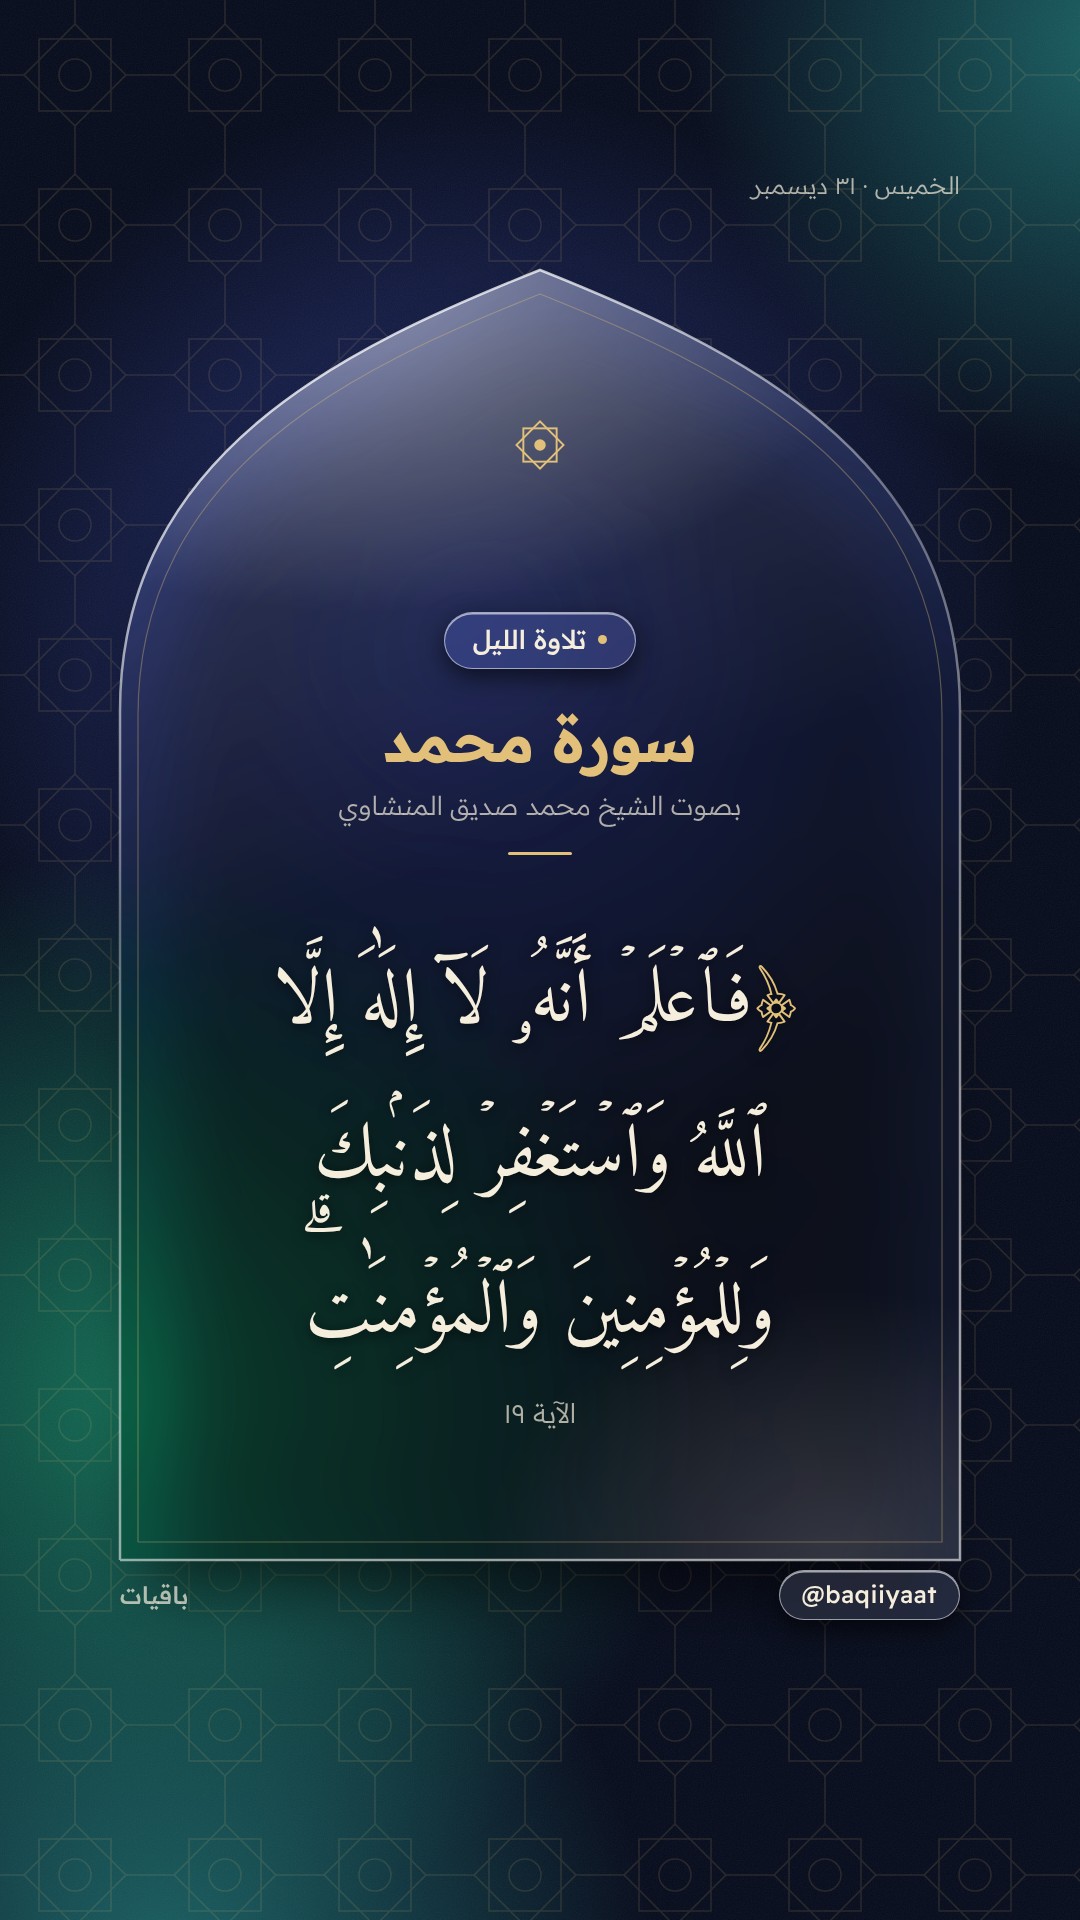 الخميس · ٣١ ديسمبر
تلاوة الليل
سورة محمد
بصوت الشيخ محمد صديق المنشاوي
﴿فَٱعۡلَمۡ أَنَّهُۥ لَآ إِلَٰهَ إِلَّا
ٱللَّهُ وَٱسۡتَغۡفِرۡ لِذَنۢبِكَ
وَلِلۡمُؤۡمِنِينَ وَٱلۡمُؤۡمِنَٰتِۗ
الآية ١٩
@baqiiyaat
باقيات